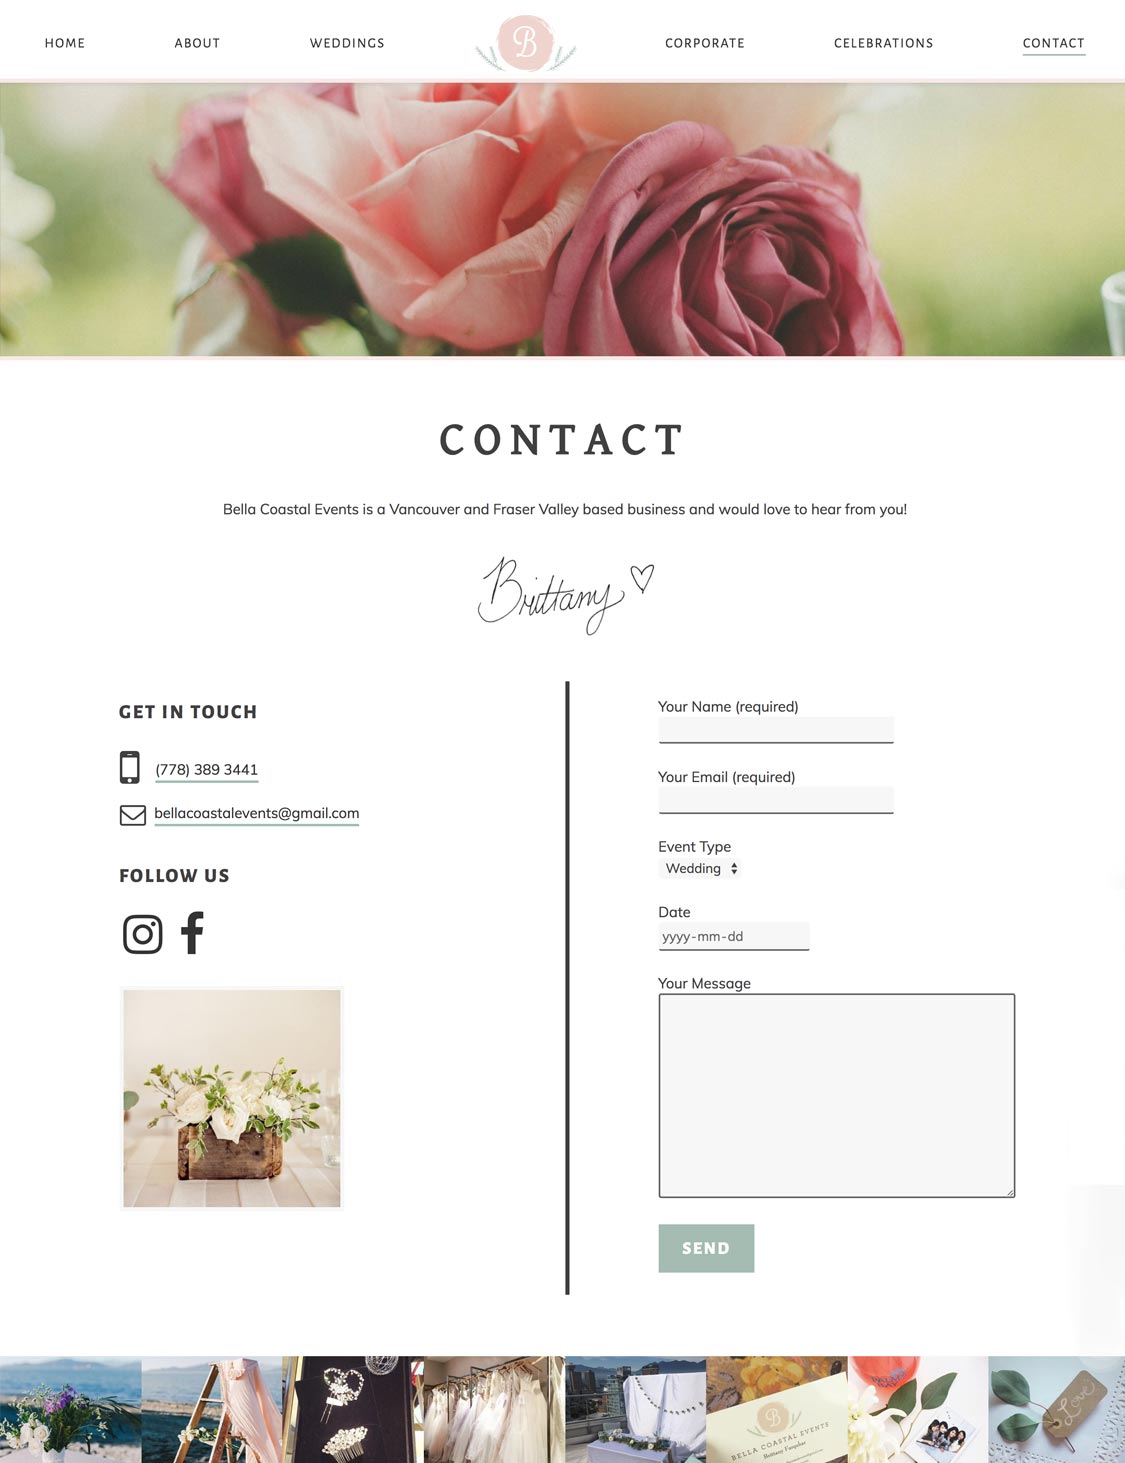 HOME ABOUT WEDDINGS B CORPORATE CELEBRATIONS CONTACT
CONTACT
Bella Coastal Events is a Vancouver and Fraser Valley based business and would love to hear from you!
Brittany
GET IN TOUCH
(778) 389 3441
bellacoastalevents@gmail.com
FOLLOW US
Your Name (required)
Your Email (required)
Event Type
Wedding
Date
yyyy-mm-dd
Your Message
SEND
B
BELLA COASTAL EVENTS
Brittany Farquhar
Love